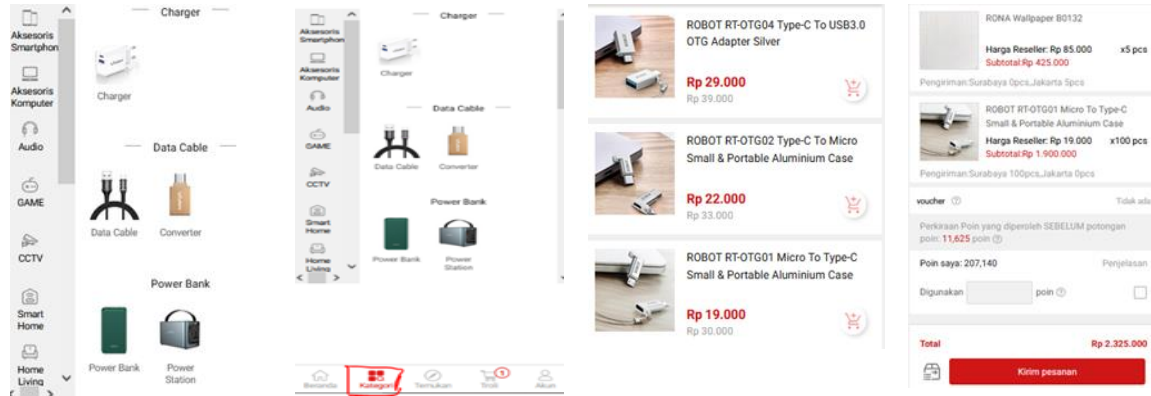 Charger
Aksesoris
Smartphon
Aksesoris
Komputer
Audio
GAME
CCTV
Smart
Home
Home
Living
Charger
Data Cable
Data Cable
Converter
Power Bank
Power Bank
Power
Station
Charger
Aksesoris
Smartphon
Aksesoris
Komputer
Audio
GAME
CCTV
Smart
Home
Home
Living
Charger
Data Cable
Data Cable
Converter
Power Bank
Power Bank
Power
Station
Beranda
Kategori
Temukan
Troli
1
Akun
ROBOT RT-OTG04 Type-C To USB3.0
OTG Adapter Silver
Rp 29.000
Rp 39.000
ROBOT RT-OTG02 Type-C To Micro
Small & Portable Aluminium Case
Rp 22.000
Rp 33.000
ROBOT RT-OTG01 Micro To Type-C
Small & Portable Aluminium Case
Rp 19.000
Rp 30.000
RONA Wallpaper B0132
Harga Reseller: Rp 85.000 x5 pcs
Subtotal:Rp 425.000
Pengiriman:Surabaya 0pcs,Jakarta 5pcs
ROBOT RT-OTG01 Micro To Type-C
Small & Portable Aluminium Case
Harga Reseller: Rp 19.000 x100 pcs
Subtotal:Rp 1.900.000
Pengiriman:Surabaya 100pcs,Jakarta 0pcs
voucher Tidak ada
Perkiraan Poin yang diperoleh SEBELUM potongan
poin: 11,625 poin
Poin saya: 207,140 Penjelasan
Digunakan poin
Total Rp 2.325.000
Kirim pesanan